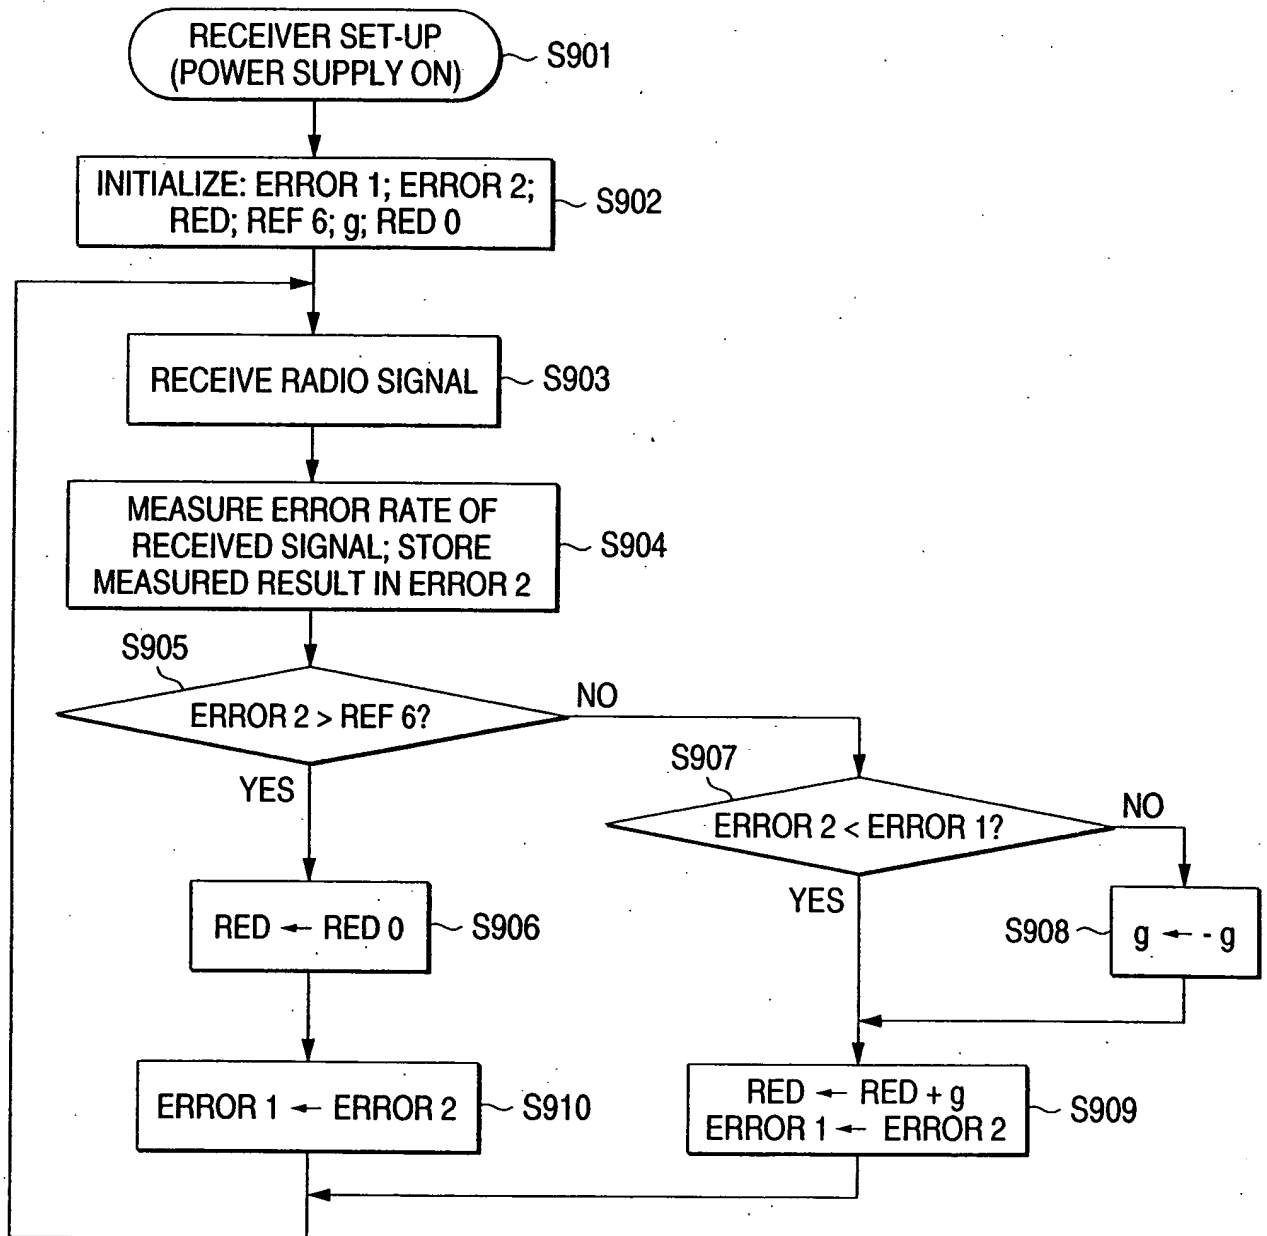 RECEIVER SET-UP
(POWER SUPPLY ON)
S901
INITIALIZE: ERROR 1; ERROR 2;
RED; REF 6; g; RED 0
S902
RECEIVE RADIO SIGNAL
S903
MEASURE ERROR RATE OF
RECEIVED SIGNAL; STORE
MEASURED RESULT IN ERROR 2
S904
S905
ERROR 2 > REF 6?
NO
YES
S907
ERROR 2 < ERROR 1?
NO
YES
RED ← RED 0
S906
S908
g ← - g
ERROR 1 ← ERROR 2
S910
RED ← RED + g
ERROR 1 ← ERROR 2
S909